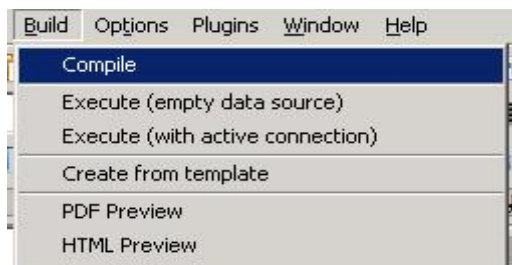 Build Options Plugins Window Help
Compile
Execute (empty data source)
Execute (with active connection)
Create from template
PDF Preview
HTML Preview